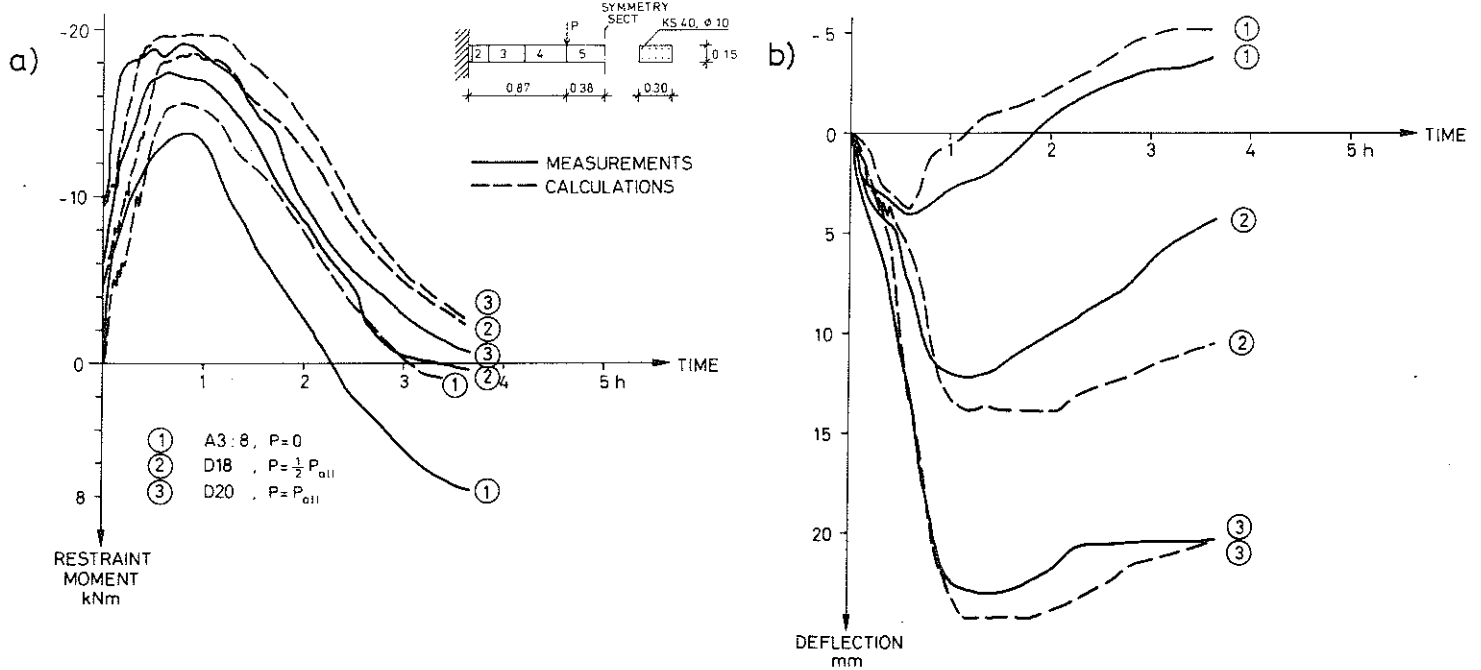 a)
-20
-10
0
8
1
2
3
4
5 h
TIME
RESTRAINT
MOMENT
kNm
SYMMETRY
SECT
P
KS 40, Φ 10
2
3
4
5
0.15
0.87
0.38
0.30
MEASUREMENTS
CALCULATIONS
3
2
3
2
1
1
1 A3:8, P=0
2 D18 , P=½ Pall
3 D20 , P=Pall
b)
-5
0
5
10
15
20
1
2
3
4
5 h
TIME
1
1
2
2
3
3
DEFLECTION
mm